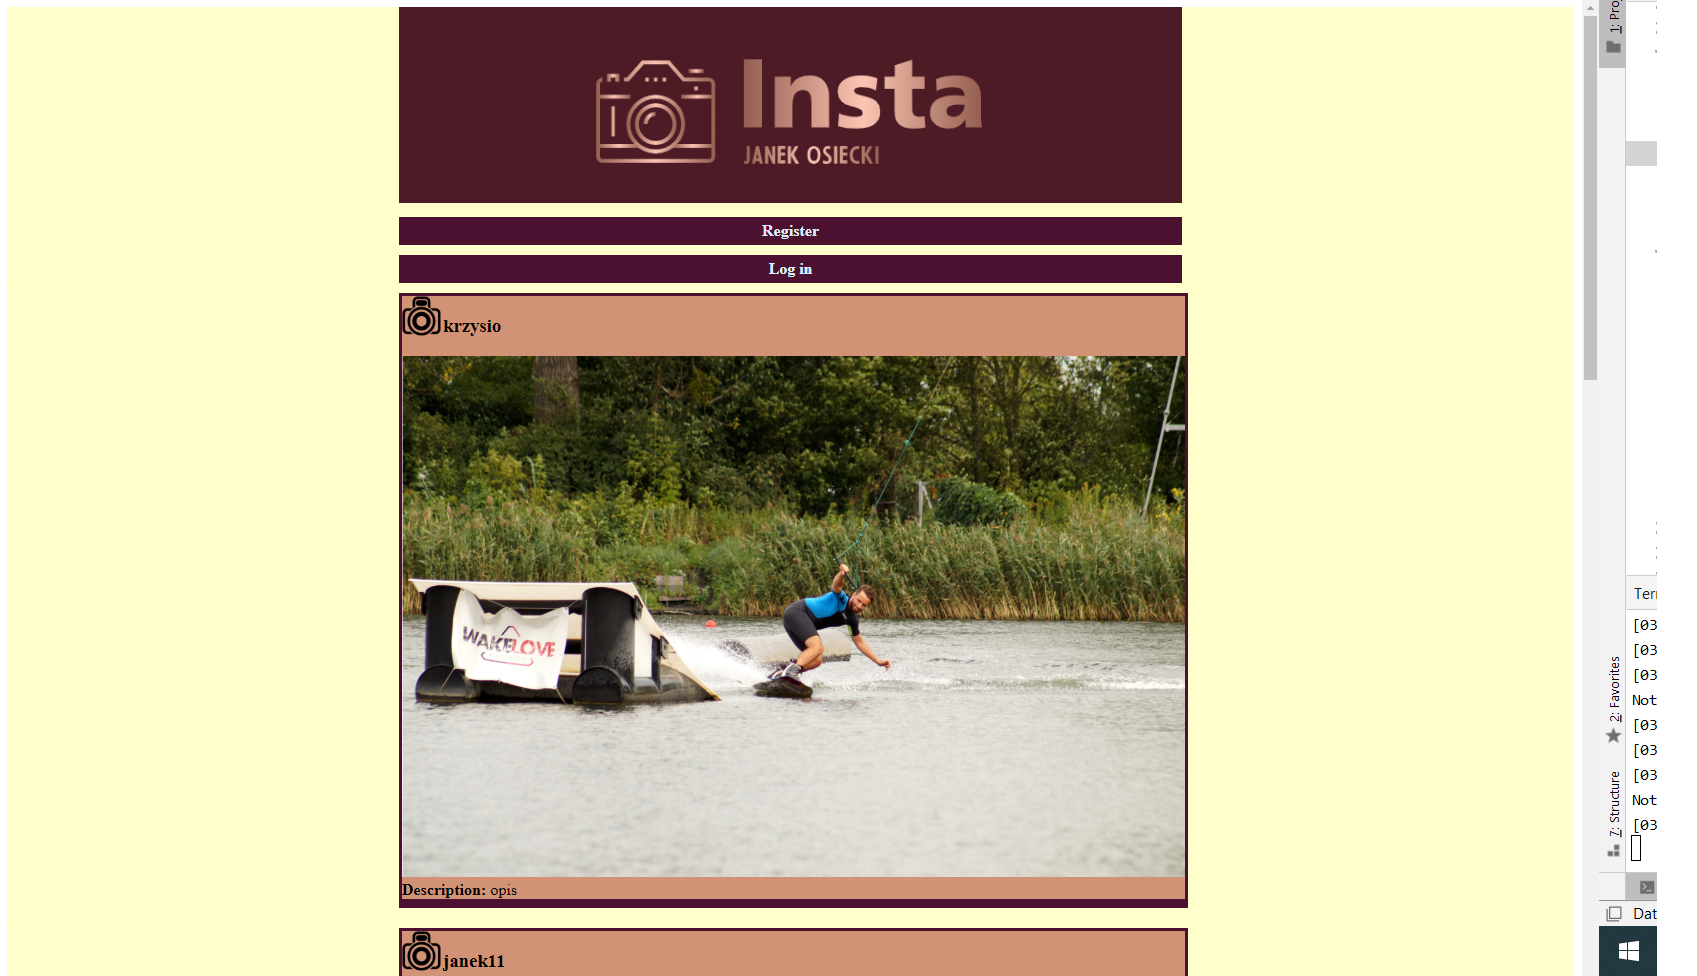 Insta
JANEK OSIECKI
Register
Log in
krzysio
WAKELOVE
Description: opis
janek11
1: Pro
2: Favorites
7: Structure
Ter
[03
[03
[03
Not
[03
[03
[03
Not
[03
Dat